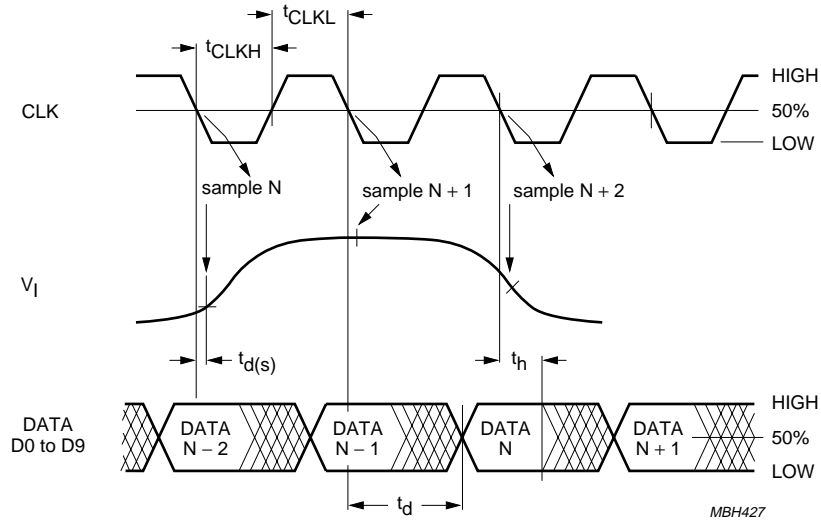 tCLKL
tCLKH
HIGH
CLK
50%
LOW
sample N
sample N + 1
sample N + 2
VI
td(s)
th
HIGH
DATA
D0 to D9
DATA
N − 2
DATA
N − 1
DATA
N
DATA
N + 1
50%
LOW
td
MBH427